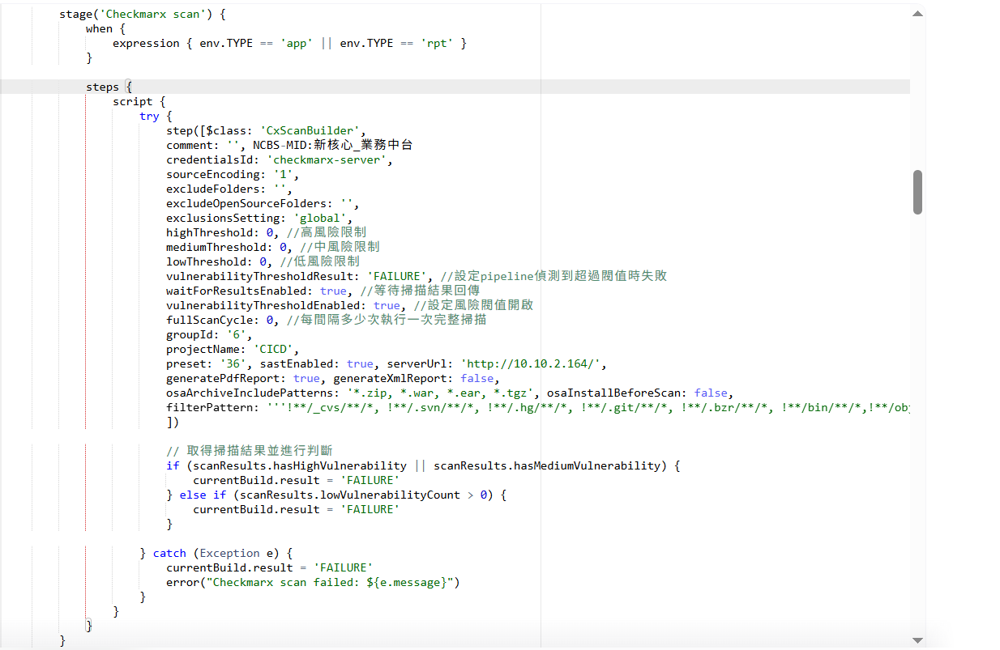 stage('Checkmarx scan') {
when {
expression { env.TYPE == 'app' || env.TYPE == 'rpt' }
}
steps {
script {
try {
step([$class: 'CxScanBuilder',
comment: '', NCBS-MID:新核心_業務中台
credentialsId: 'checkmarx-server',
sourceEncoding: '1',
excludeFolders: '',
excludeOpenSourceFolders: '',
exclusionsSetting: 'global',
highThreshold: 0, //高風險限制
mediumThreshold: 0, //中風險限制
lowThreshold: 0, //低風險限制
vulnerabilityThresholdResult: 'FAILURE', //設定pipeline偵測到超過閥值時失敗
waitForResultsEnabled: true, //等待掃描結果回傳
vulnerabilityThresholdEnabled: true, //設定風險閥值開啟
fullScanCycle: 0, //每間隔多少次執行一次完整掃描
groupId: '6',
projectName: 'CICD',
preset: '36', sastEnabled: true, serverUrl: 'http://10.10.2.164/',
generatePdfReport: true, generateXmlReport: false,
osaArchiveIncludePatterns: '*.zip, *.war, *.ear, *.tgz', osaInstallBeforeScan: false,
filterPattern: '''!**/_cvs/**/*, !**/.svn/**/*, !**/.hg/**/*, !**/.git/**/*, !**/.bzr/**/*, !**/bin/**/*,!**/obj
])
// 取得掃描結果並進行判斷
if (scanResults.hasHighVulnerability || scanResults.hasMediumVulnerability) {
currentBuild.result = 'FAILURE'
} else if (scanResults.lowVulnerabilityCount > 0) {
currentBuild.result = 'FAILURE'
}
} catch (Exception e) {
currentBuild.result = 'FAILURE'
error("Checkmarx scan failed: ${e.message}")
}
}
}
}